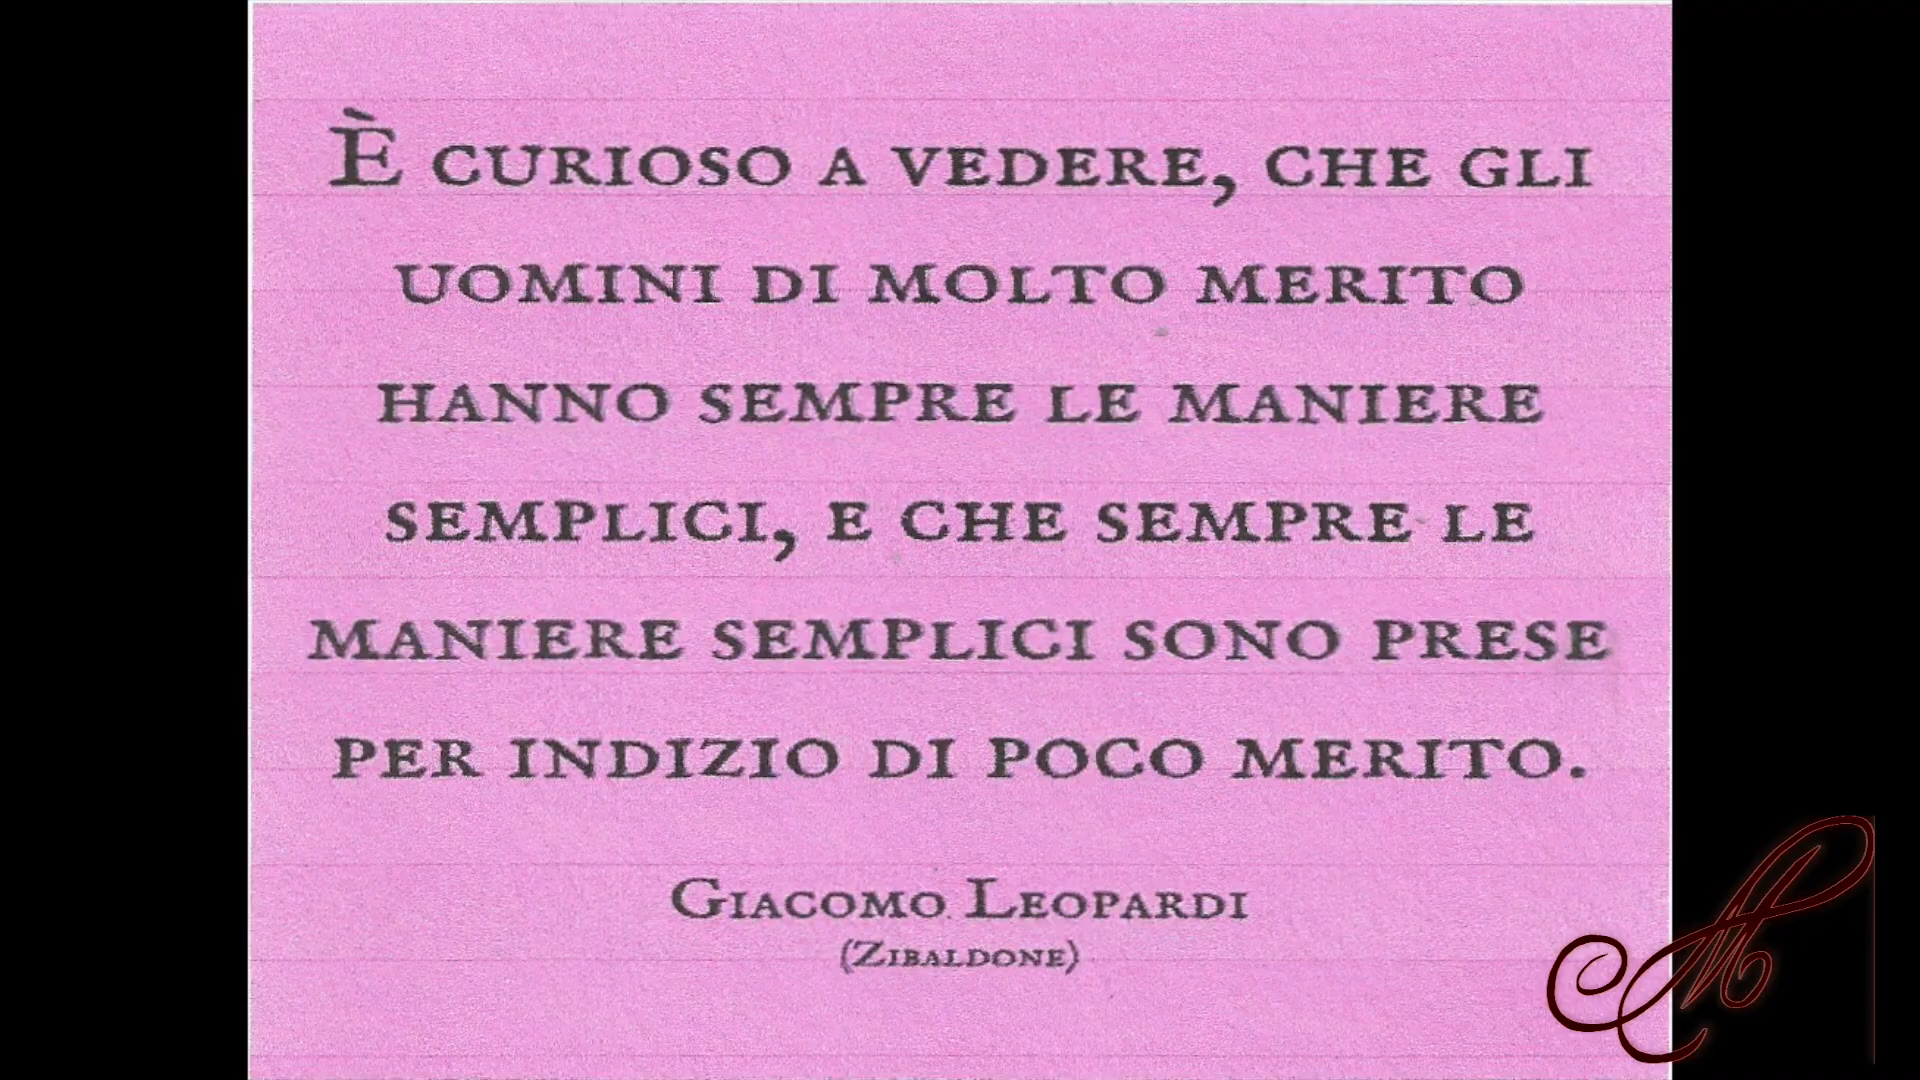 È CURIOSO A VEDERE, CHE GLI
UOMINI DI MOLTO MERITO
HANNO SEMPRE LE MANIERE
SEMPLICI, E CHE SEMPRE LE
MANIERE SEMPLICI SONO PRESE
PER INDIZIO DI POCO MERITO.
GIACOMO LEOPARDI
(ZIBALDONE)